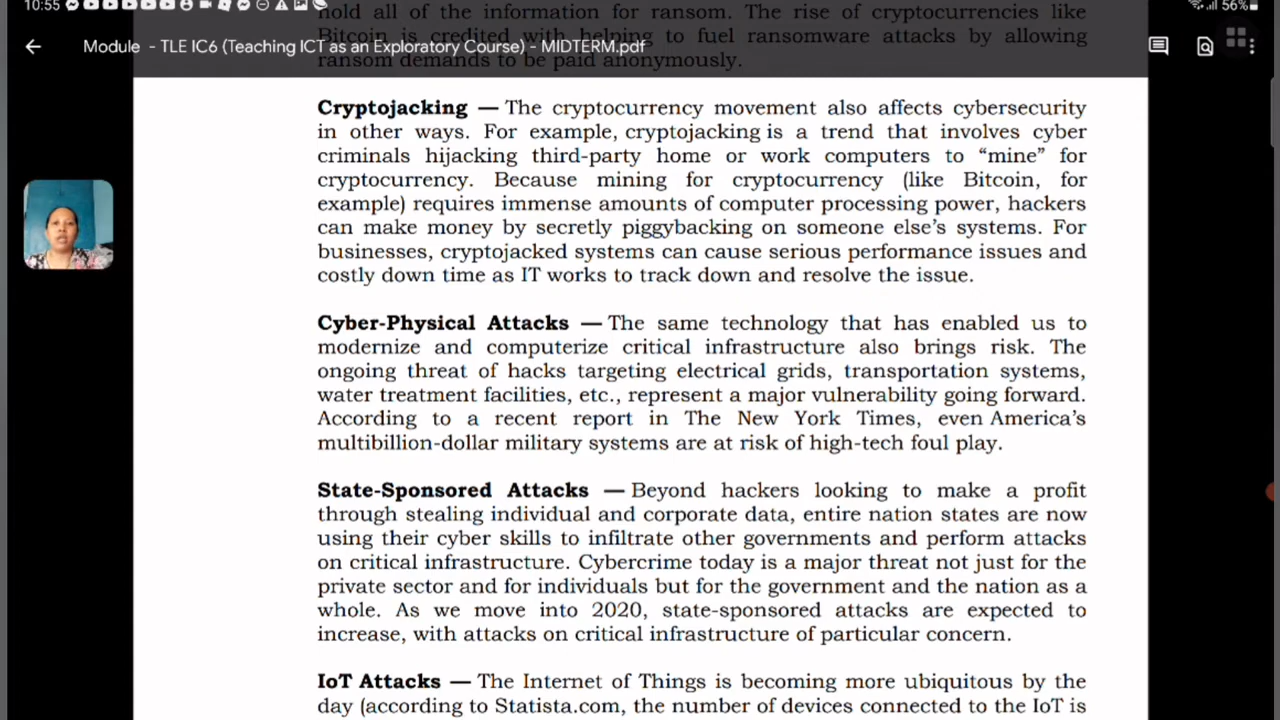 10:55
56%
hold all of the information for ransom. The rise of cryptocurrencies like
Bitcoin is credited with helping to fuel ransomware attacks by allowing
Module - TLE IC6 (Teaching ICT as an Exploratory Course) - MIDTERM.pdf
ransom demands to be paid anonymously.
Cryptojacking — The cryptocurrency movement also affects cybersecurity
in other ways. For example, cryptojacking is a trend that involves cyber
criminals hijacking third-party home or work computers to “mine” for
cryptocurrency. Because mining for cryptocurrency (like Bitcoin, for
example) requires immense amounts of computer processing power, hackers
can make money by secretly piggybacking on someone else’s systems. For
businesses, cryptojacked systems can cause serious performance issues and
costly down time as IT works to track down and resolve the issue.
Cyber-Physical Attacks — The same technology that has enabled us to
modernize and computerize critical infrastructure also brings risk. The
ongoing threat of hacks targeting electrical grids, transportation systems,
water treatment facilities, etc., represent a major vulnerability going forward.
According to a recent report in The New York Times, even America’s
multibillion-dollar military systems are at risk of high-tech foul play.
State-Sponsored Attacks — Beyond hackers looking to make a profit
through stealing individual and corporate data, entire nation states are now
using their cyber skills to infiltrate other governments and perform attacks
on critical infrastructure. Cybercrime today is a major threat not just for the
private sector and for individuals but for the government and the nation as a
whole. As we move into 2020, state-sponsored attacks are expected to
increase, with attacks on critical infrastructure of particular concern.
IoT Attacks — The Internet of Things is becoming more ubiquitous by the
day (according to Statista.com, the number of devices connected to the IoT is